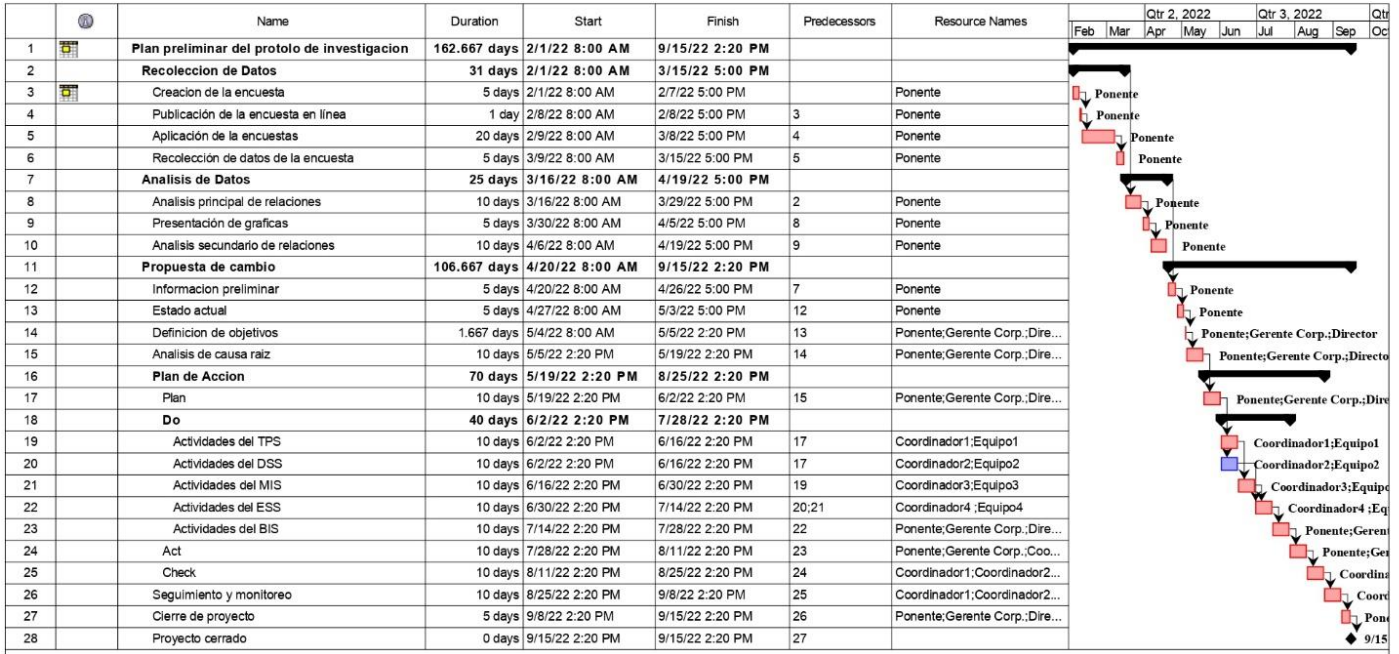 Name Duration Start Finish Predecessors Resource Names Qtr 2, 2022 Qtr 3, 2022 Qtr
Feb Mar Apr May Jun Jul Aug Sep Oc
1 Plan preliminar del protolo de investigacion 162.667 days 2/1/22 8:00 AM 9/15/22 2:20 PM
2 Recoleccion de Datos 31 days 2/1/22 8:00 AM 3/15/22 5:00 PM
3 Creacion de la encuesta 5 days 2/1/22 8:00 AM 2/7/22 5:00 PM Ponente Ponente
4 Publicación de la encuesta en línea 1 day 2/8/22 8:00 AM 2/8/22 5:00 PM 3 Ponente Ponente
5 Aplicación de la encuestas 20 days 2/9/22 8:00 AM 3/8/22 5:00 PM 4 Ponente Ponente
6 Recolección de datos de la encuesta 5 days 3/9/22 8:00 AM 3/15/22 5:00 PM 5 Ponente Ponente
7 Analisis de Datos 25 days 3/16/22 8:00 AM 4/19/22 5:00 PM
8 Analisis principal de relaciones 10 days 3/16/22 8:00 AM 3/29/22 5:00 PM 2 Ponente Ponente
9 Presentación de graficas 5 days 3/30/22 8:00 AM 4/5/22 5:00 PM 8 Ponente Ponente
10 Analisis secundario de relaciones 10 days 4/6/22 8:00 AM 4/19/22 5:00 PM 9 Ponente Ponente
11 Propuesta de cambio 106.667 days 4/20/22 8:00 AM 9/15/22 2:20 PM
12 Informacion preliminar 5 days 4/20/22 8:00 AM 4/26/22 5:00 PM 7 Ponente Ponente
13 Estado actual 5 days 4/27/22 8:00 AM 5/3/22 5:00 PM 12 Ponente Ponente
14 Definicion de objetivos 1.667 days 5/4/22 8:00 AM 5/5/22 2:20 PM 13 Ponente;Gerente Corp.;Dire... Ponente;Gerente Corp.;Director
15 Analisis de causa raiz 10 days 5/5/22 2:20 PM 5/19/22 2:20 PM 14 Ponente;Gerente Corp.;Dire... Ponente;Gerente Corp.;Directo
16 Plan de Accion 70 days 5/19/22 2:20 PM 8/25/22 2:20 PM
17 Plan 10 days 5/19/22 2:20 PM 6/2/22 2:20 PM 15 Ponente;Gerente Corp.;Dire... Ponente;Gerente Corp.;Dire
18 Do 40 days 6/2/22 2:20 PM 7/28/22 2:20 PM
19 Actividades del TPS 10 days 6/2/22 2:20 PM 6/16/22 2:20 PM 17 Coordinador1;Equipo1 Coordinador1;Equipo1
20 Actividades del DSS 10 days 6/2/22 2:20 PM 6/16/22 2:20 PM 17 Coordinador2;Equipo2 Coordinador2;Equipo2
21 Actividades del MIS 10 days 6/16/22 2:20 PM 6/30/22 2:20 PM 19 Coordinador3;Equipo3 Coordinador3;Equipo
22 Actividades del ESS 10 days 6/30/22 2:20 PM 7/14/22 2:20 PM 20;21 Coordinador4 ;Equipo4 Coordinador4 ;Eq
23 Actividades del BIS 10 days 7/14/22 2:20 PM 7/28/22 2:20 PM 22 Ponente;Gerente Corp.;Dire... Ponente;Gerent
24 Act 10 days 7/28/22 2:20 PM 8/11/22 2:20 PM 23 Ponente;Gerente Corp.;Coo... Ponente;Ger
25 Check 10 days 8/11/22 2:20 PM 8/25/22 2:20 PM 24 Coordinador1;Coordinador2... Coordina
26 Seguimiento y monitoreo 10 days 8/25/22 2:20 PM 9/8/22 2:20 PM 25 Coordinador1;Coordinador2... Coord
27 Cierre de proyecto 5 days 9/8/22 2:20 PM 9/15/22 2:20 PM 26 Ponente;Gerente Corp.;Dire... Pone
28 Proyecto cerrado 0 days 9/15/22 2:20 PM 9/15/22 2:20 PM 27 9/15